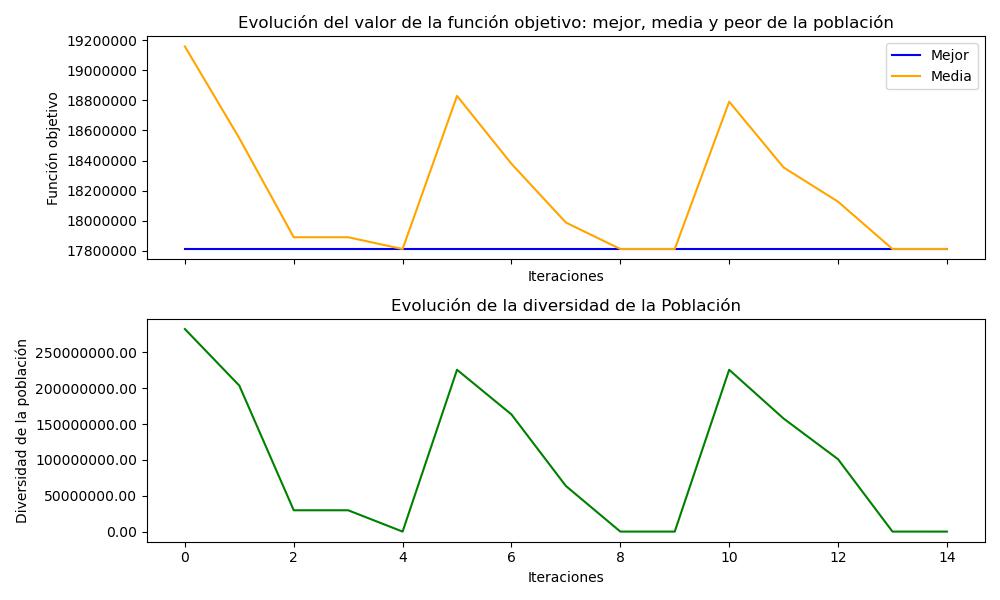 Evolución del valor de la función objetivo: mejor, media y peor de la población
19200000
19000000
18800000
18600000
18400000
18200000
18000000
17800000
Función objetivo
Mejor
Media
Iteraciones
Evolución de la diversidad de la Población
250000000.00
200000000.00
150000000.00
100000000.00
50000000.00
0.00
Diversidad de la población
0 2 4 6 8 10 12 14
Iteraciones